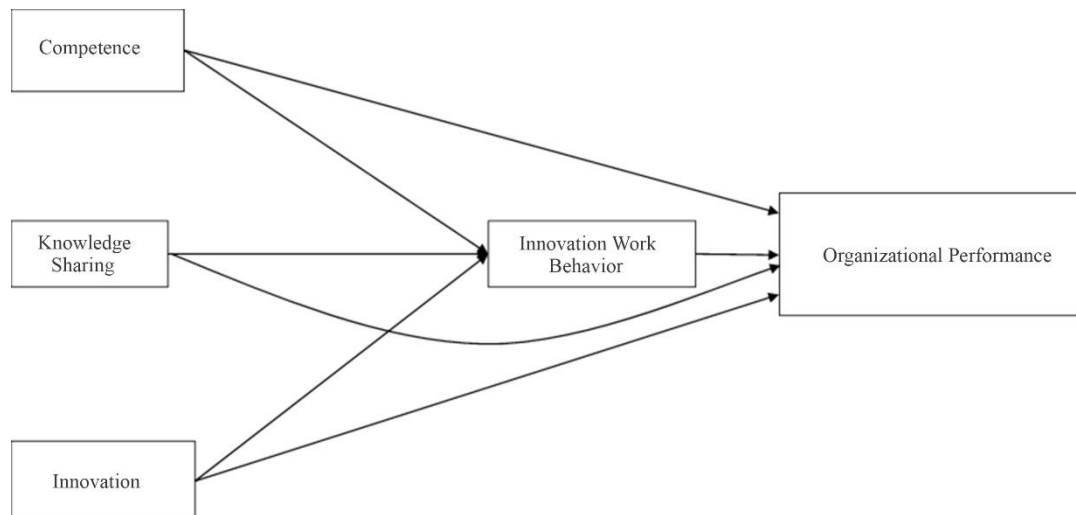 Competence
Knowledge
Sharing
Innovation Work
Behavior
Organizational Performance
Innovation